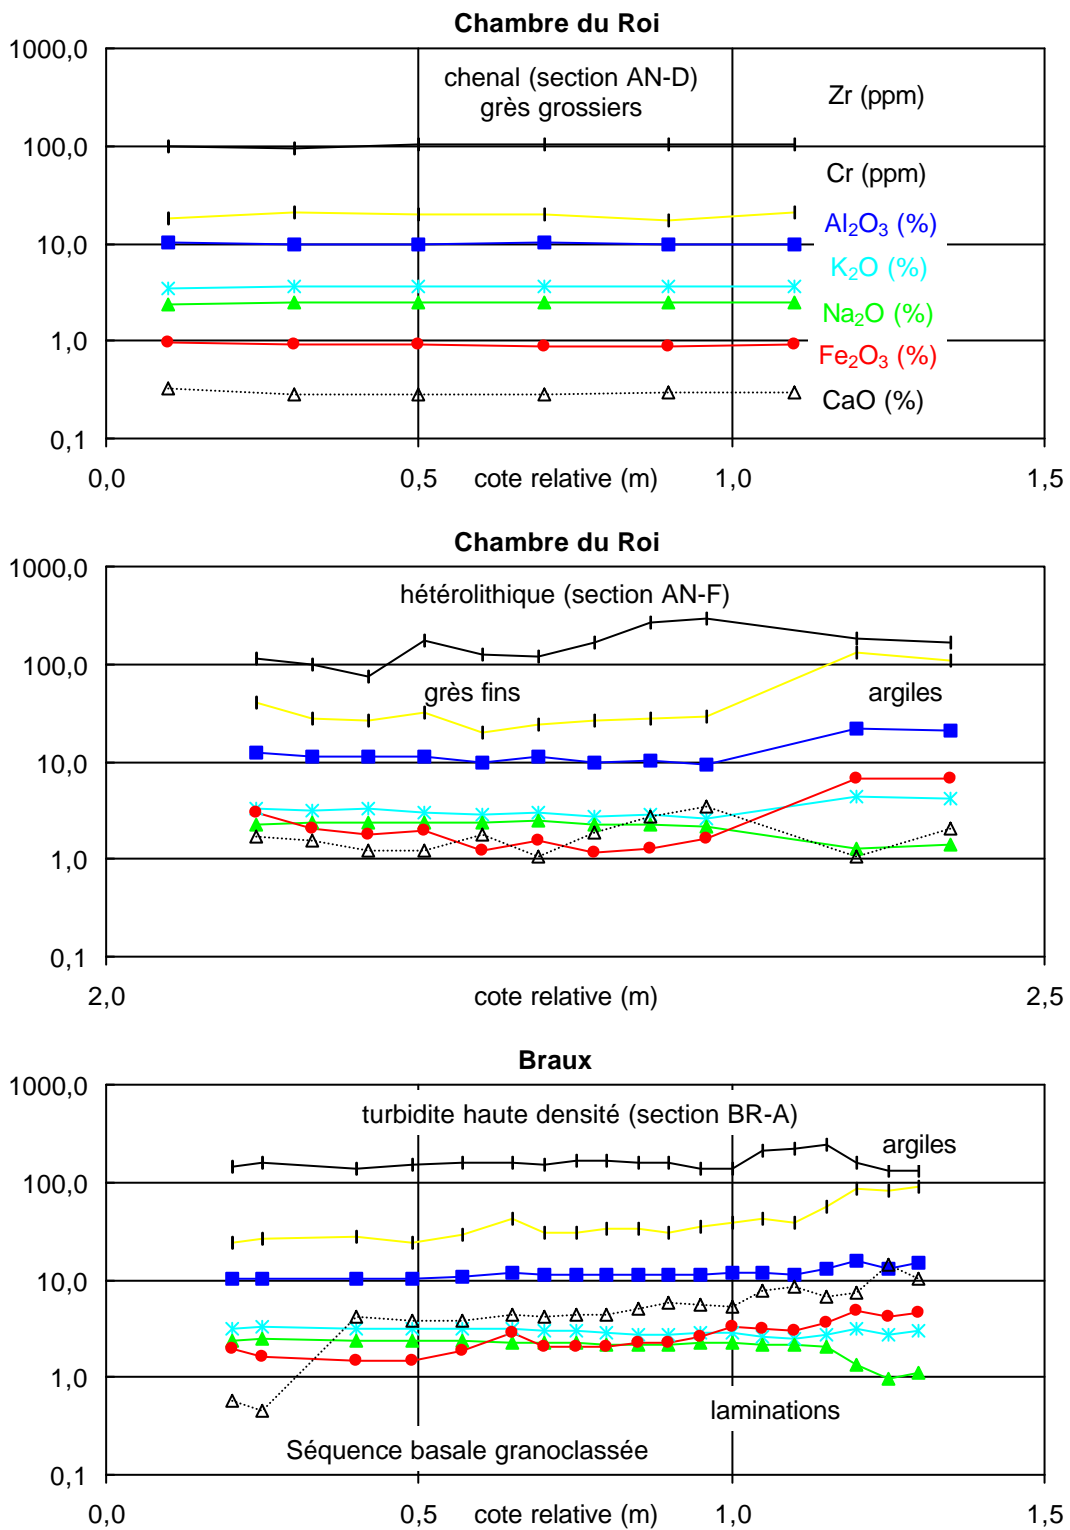 Chambre du Roi
1000,0
chenal (section AN-D)
grès grossiers
Zr (ppm)
100,0
Cr (ppm)
Al₂O₃ (%)
10,0
K₂O (%)
Na₂O (%)
1,0
Fe₂O₃ (%)
CaO (%)
0,1
0,0 0,5 cote relative (m) 1,0 1,5
Chambre du Roi
1000,0
hétérolithique (section AN-F)
100,0
grès fins argiles
10,0
1,0
0,1
2,0 cote relative (m) 2,5
Braux
1000,0
turbidite haute densité (section BR-A)
argiles
100,0
10,0
1,0
laminations
Séquence basale granoclassée
0,1
0,0 0,5 cote relative (m) 1,0 1,5